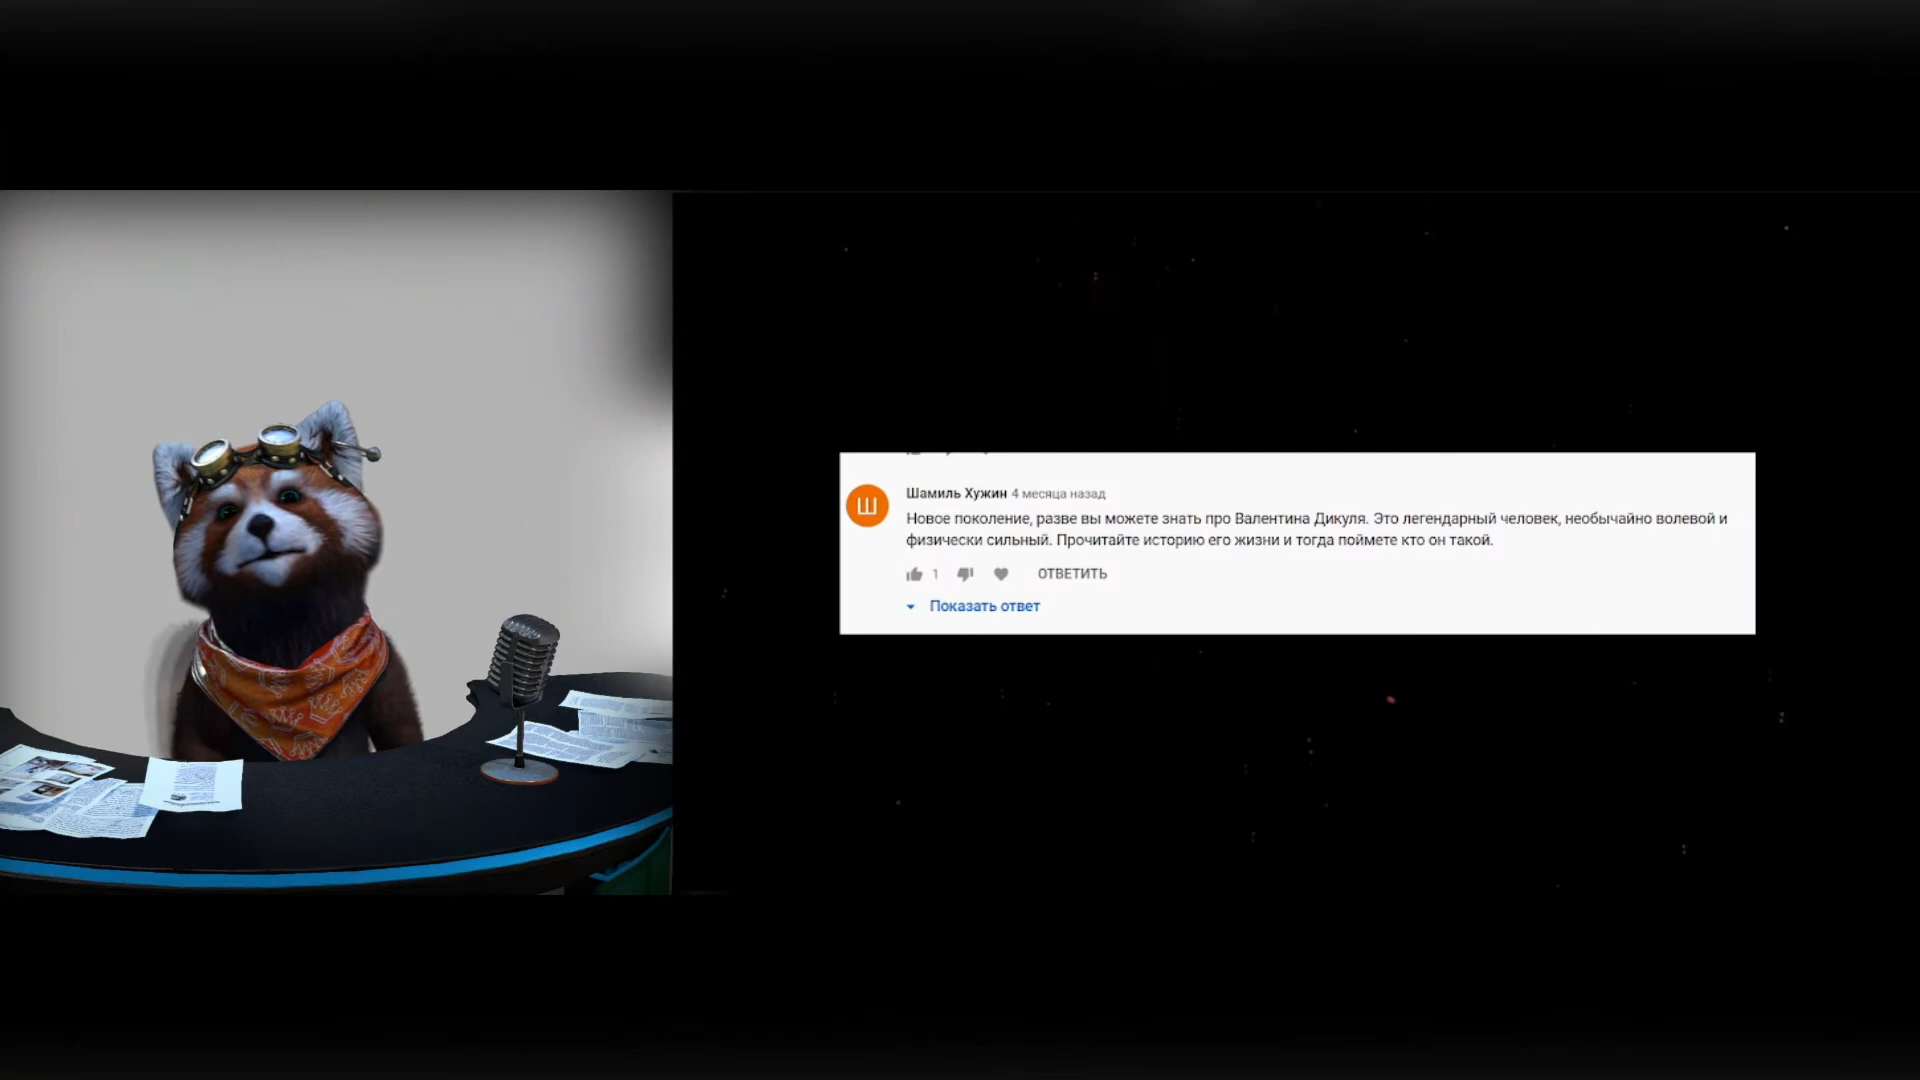 Ш
Шамиль Хужин 4 месяца назад
Новое поколение, разве вы можете знать про Валентина Дикуля. Это легендарный человек, необычайно волевой и
физически сильный. Прочитайте историю его жизни и тогда поймете кто он такой.
1 ОТВЕТИТЬ
Показать ответ